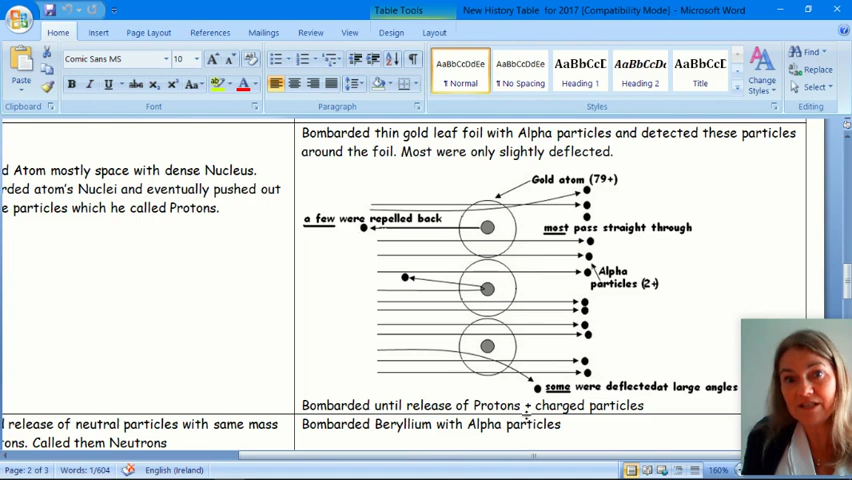 Table Tools
New History Table for 2017 [Compatibility Mode] - Microsoft Word
Home
Insert
Page Layout
References
Mailings
Review
View
Design
Layout
Paste
Clipboard
Comic Sans MS
10
Font
Paragraph
AaBbCcDdEe
¶ Normal
AaBbCcDdEe
¶ No Spacing
AaBbCcD
Heading 1
AaBbCcI
Heading 2
AaBbCcI
Title
Change
Styles
Styles
Find
Replace
Select
Editing
Bombarded thin gold leaf foil with Alpha particles and detected these particles
around the foil. Most were only slightly deflected.
d Atom mostly space with dense Nucleus.
rded atom's Nuclei and eventually pushed out
e particles which he called Protons.
Gold atom (79+)
a few were repelled back
most pass straight through
Alpha
particles (2+)
some were deflectedat large angles
Bombarded until release of Protons + charged particles
l release of neutral particles with same mass
tons. Called them Neutrons
Bombarded Beryllium with Alpha particles
Page: 2 of 3
Words: 1/604
English (Ireland)
160%